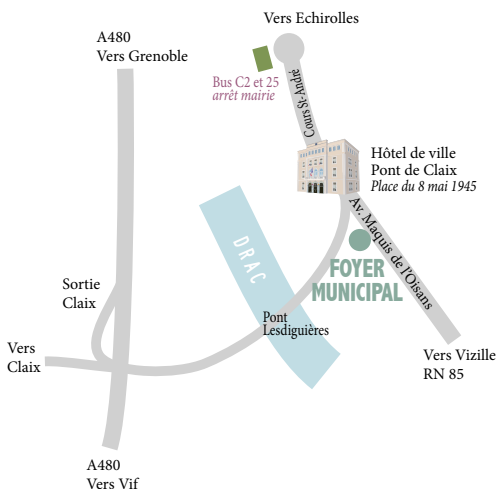 Vers Echirolles
A480
Vers Grenoble
Bus C2 et 25
arrêt mairie
Cours St-André
Hôtel de ville
Pont de Claix
Place du 8 mai 1945
Av. Maquis de l'Oisans
DRAC
FOYER
MUNICIPAL
Sortie
Claix
Pont
Lesdiguières
Vers
Claix
Vers Vizille
RN 85
A480
Vers Vif